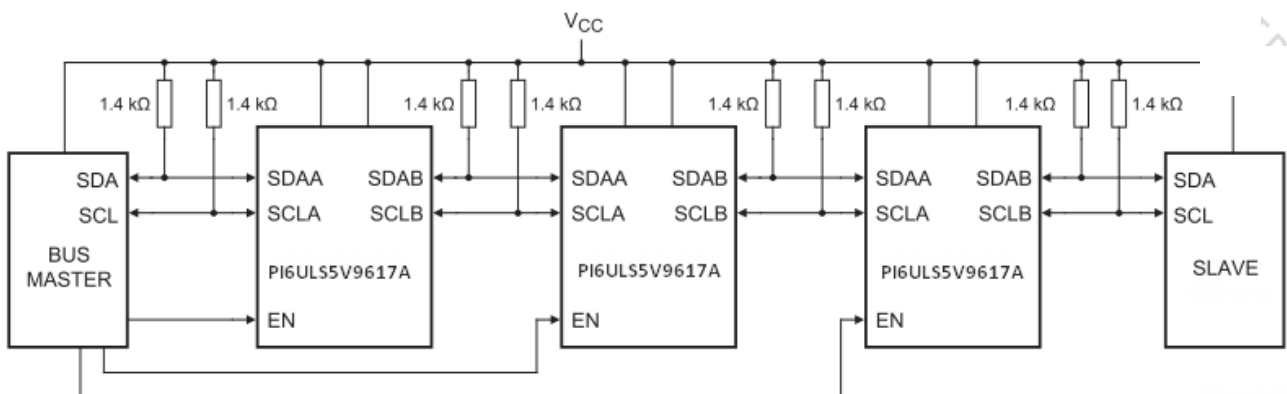 VCC
1.4 kΩ 1.4 kΩ 1.4 kΩ 1.4 kΩ 1.4 kΩ 1.4 kΩ 1.4 kΩ 1.4 kΩ
SDA SDAA SDAB SDAA SDAB SDAA SDAB SDA
SCL SCLA SCLB SCLA SCLB SCLA SCLB SCL
BUS
MASTER PI6ULS5V9617A PI6ULS5V9617A PI6ULS5V9617A SLAVE
EN EN EN